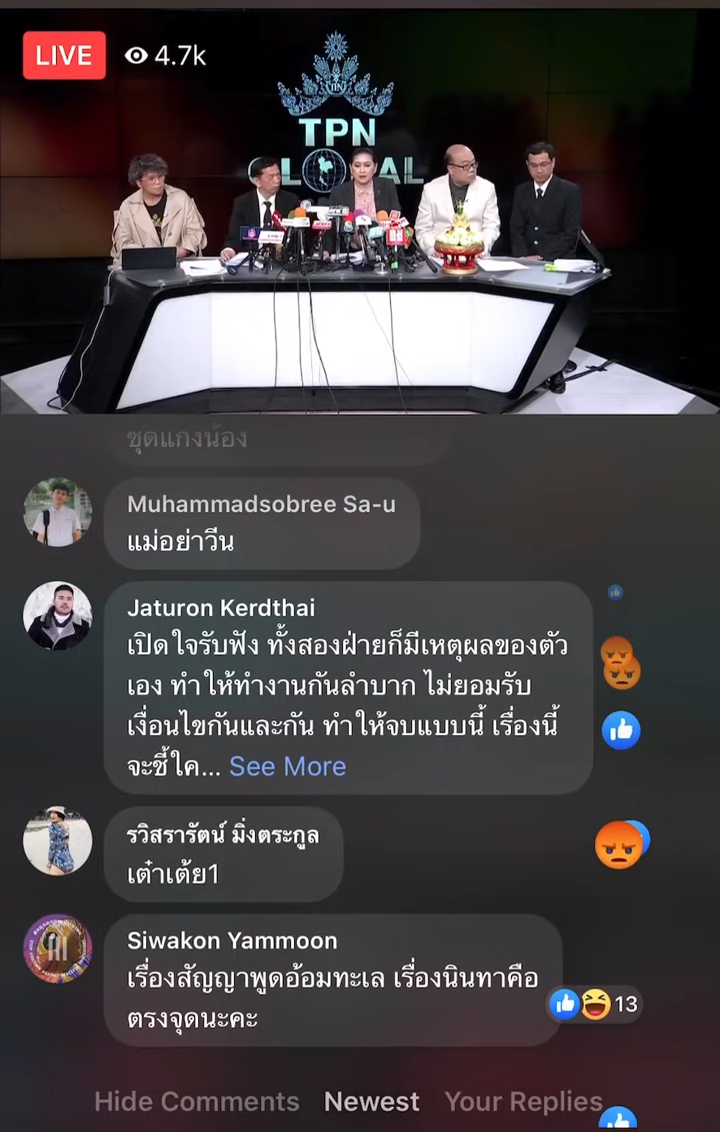 LIVE 4.7k
TPN
GLOBAL
ชุดแกงน้อง
Muhammadsobree Sa-u
แม่อย่าวีน
Jaturon Kerdthai
เปิดใจรับฟัง ทั้งสองฝ่ายก็มีเหตุผลของตัว
เอง ทำให้ทำงานกันลำบาก ไม่ยอมรับ
เงื่อนไขกันและกัน ทำให้จบแบบนี้ เรื่องนี้
จะชี้ใค... See More
รวิสรารัตน์ มิ่งตระกูล
เต๋าเต้ย1
Siwakon Yammoon
เรื่องสัญญาพูดอ้อมทะเล เรื่องนินทาคือ
ตรงจุดนะคะ
13
Hide Comments Newest Your Replies